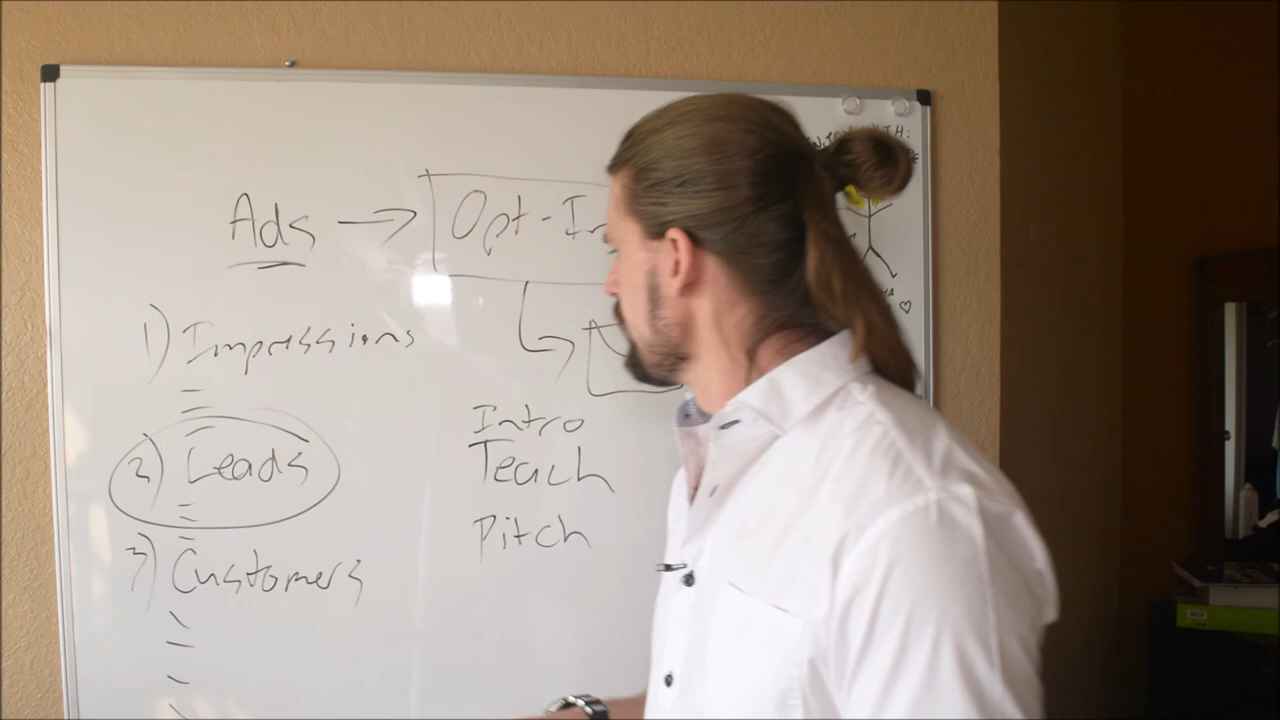 Ads → Opt-In
1) Impressions
2) Leads
3) Customers
Intro
Teach
Pitch